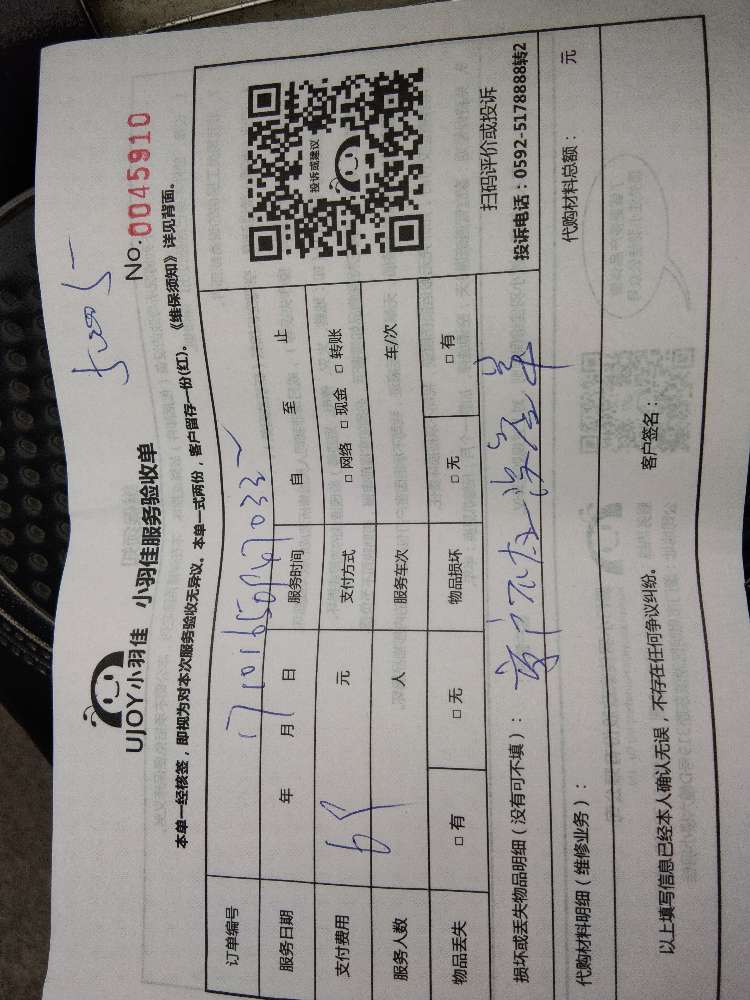 UJOY小羽佳 小羽佳服务验收单
No.0045910
本单一经核签，即视为对本次服务验收无异议。本单一式两份，客户留存一份(红)。《维保须知》详见背面。
订单编号
服务日期 年 月 日 服务时间 自 至 止
支付费用 元 支付方式 □ 网络 □ 现金 □ 转账
服务人数 人 服务车次 车/次
物品丢失 □ 有 □ 无 物品损坏 □ 无 □ 有
投诉或建议
扫码评价或投诉
投诉电话：0592-5178888转2
损坏或丢失物品明细（没有可不填）：
代购材料明细（维修业务）： 代购材料总额： 元
以上填写信息已经本人确认无误，不存在任何争议纠纷。 客户签名：